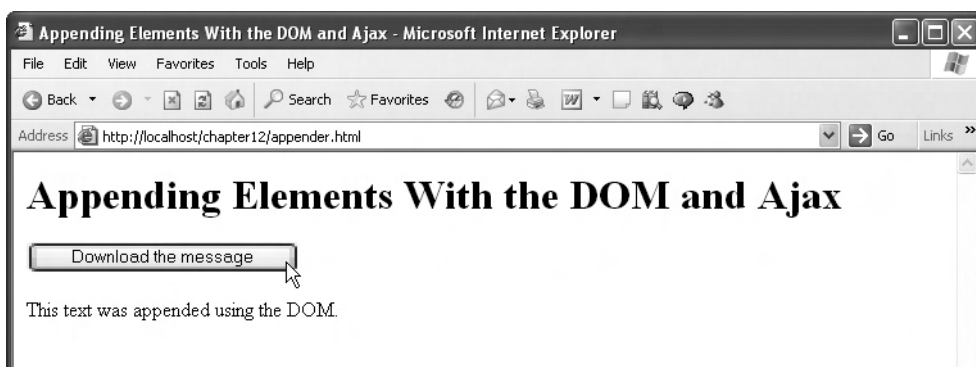 Appending Elements With the DOM and Ajax - Microsoft Internet Explorer
File Edit View Favorites Tools Help
Back Search Favorites W
Address http://localhost/chapter12/appender.html Go Links »
Appending Elements With the DOM and Ajax
Download the message
This text was appended using the DOM.